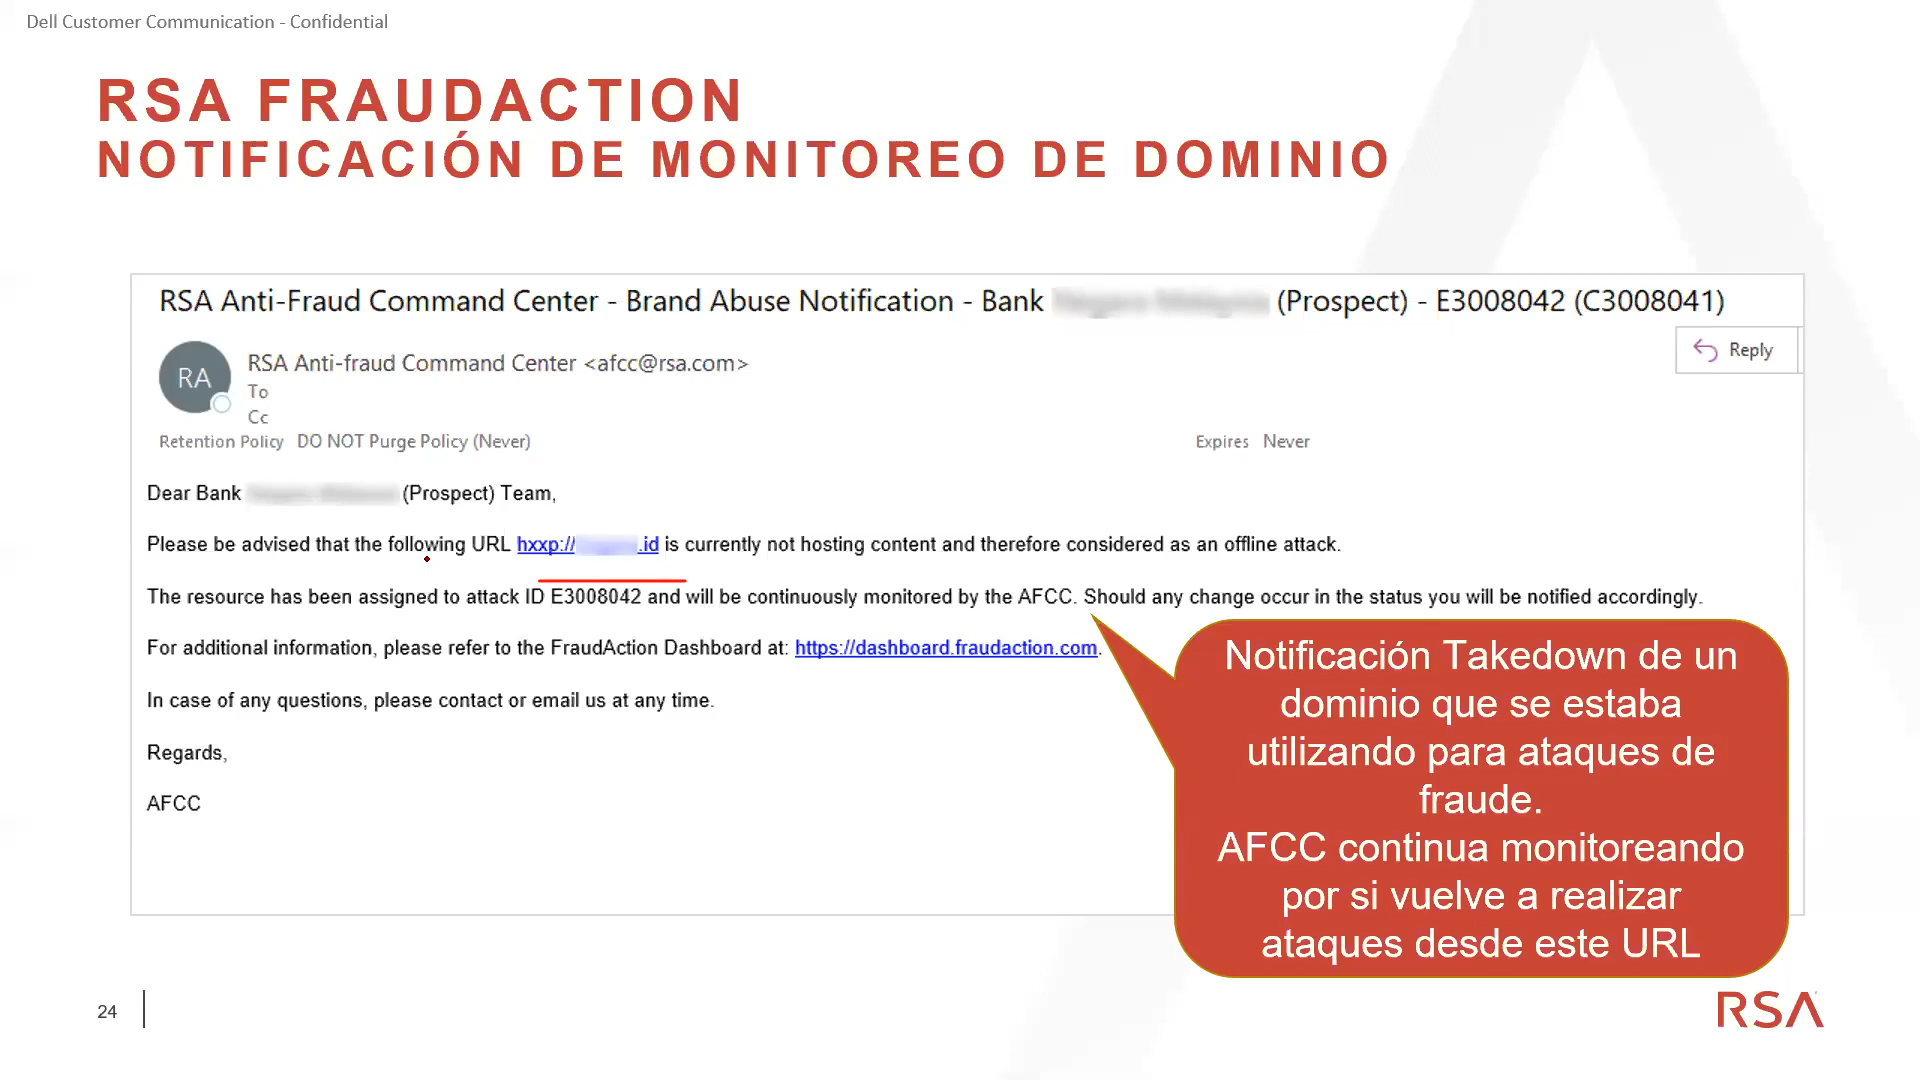 Dell Customer Communication - Confidential
RSA FRAUDACTION
NOTIFICACIÓN DE MONITOREO DE DOMINIO
RSA Anti-Fraud Command Center - Brand Abuse Notification - Bank (Prospect) - E3008042 (C3008041)
Reply
RA
RSA Anti-fraud Command Center <afcc@rsa.com>
To
Cc
Retention Policy DO NOT Purge Policy (Never) Expires Never
Dear Bank (Prospect) Team,
Please be advised that the following URL hxxp:// .id is currently not hosting content and therefore considered as an offline attack.
The resource has been assigned to attack ID E3008042 and will be continuously monitored by the AFCC. Should any change occur in the status you will be notified accordingly.
For additional information, please refer to the FraudAction Dashboard at: https://dashboard.fraudaction.com.
In case of any questions, please contact or email us at any time.
Regards,
AFCC
Notificación Takedown de un
dominio que se estaba
utilizando para ataques de
fraude.
AFCC continua monitoreando
por si vuelve a realizar
ataques desde este URL
24
RSA